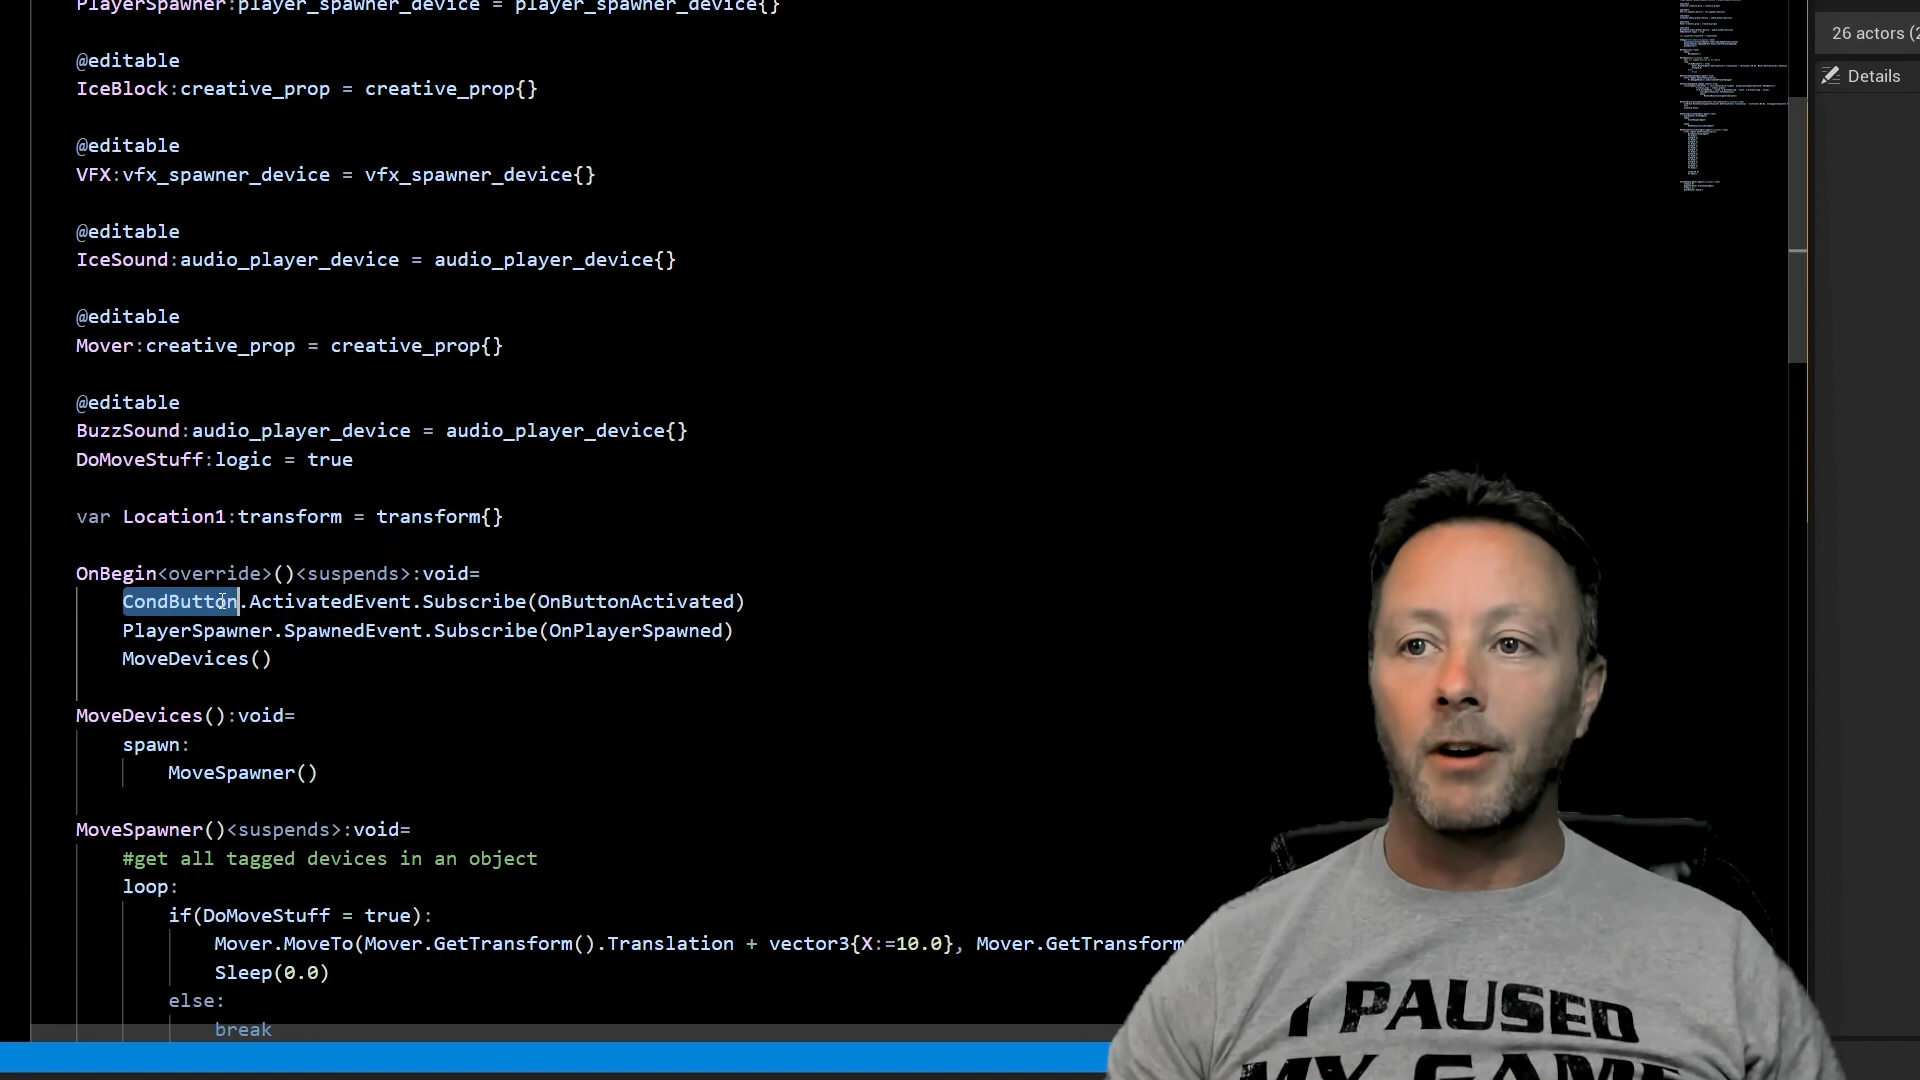 PlayerSpawner:player_spawner_device = player_spawner_device{}
@editable
IceBlock:creative_prop = creative_prop{}
@editable
VFX:vfx_spawner_device = vfx_spawner_device{}
@editable
IceSound:audio_player_device = audio_player_device{}
@editable
Mover:creative_prop = creative_prop{}
@editable
BuzzSound:audio_player_device = audio_player_device{}
DoMoveStuff:logic = true
var Location1:transform = transform{}
OnBegin<override>()<suspends>:void=
CondButton.ActivatedEvent.Subscribe(OnButtonActivated)
PlayerSpawner.SpawnedEvent.Subscribe(OnPlayerSpawned)
MoveDevices()
MoveDevices():void=
spawn:
MoveSpawner()
MoveSpawner()<suspends>:void=
#get all tagged devices in an object
loop:
if(DoMoveStuff = true):
Mover.MoveTo(Mover.GetTransform().Translation + vector3{X:=10.0}, Mover.GetTransform
Sleep(0.0)
else:
break
26 actors (2
Details
I PAUSED
MY GAME